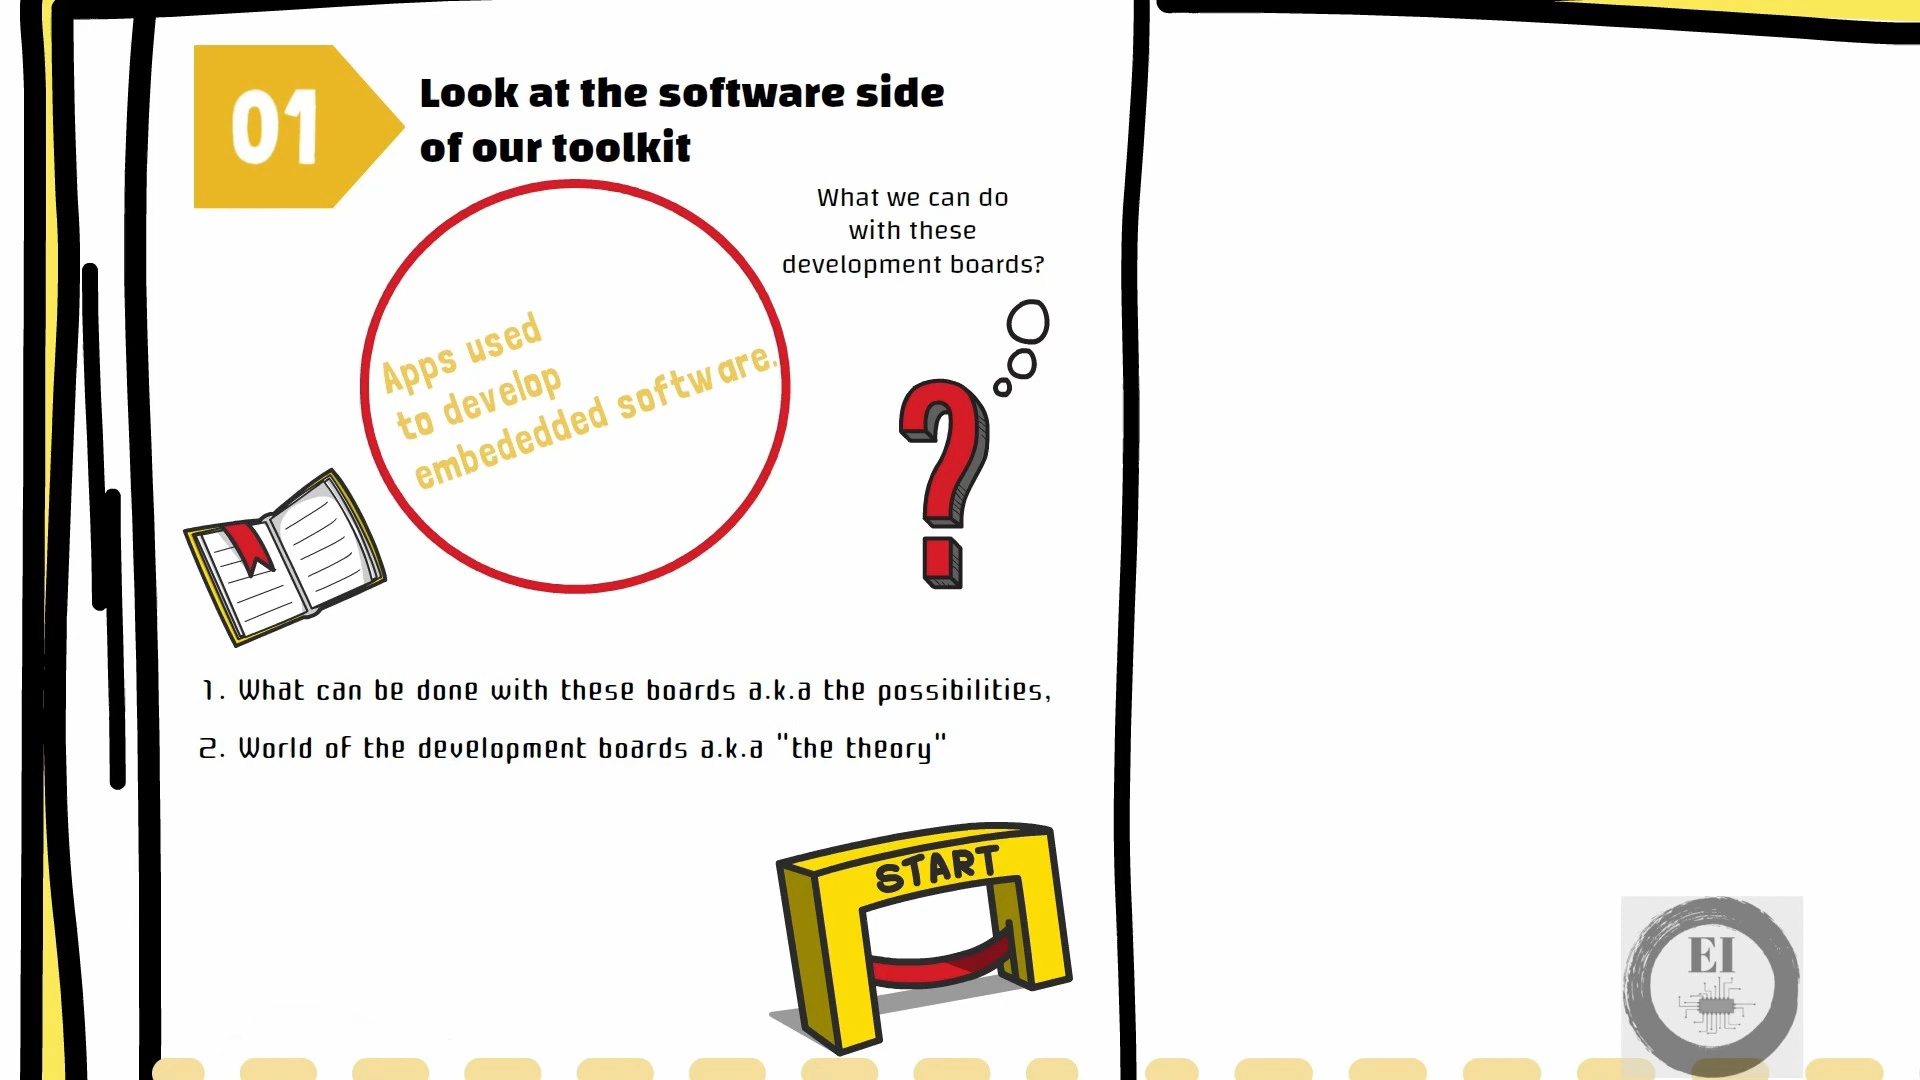 01
Look at the software side
of our toolkit
What we can do
with these
development boards?
Apps used
to develop
embededded software.
1. What can be done with these boards a.k.a the possibilities,
2. World of the development boards a.k.a "the theory"
START
EI